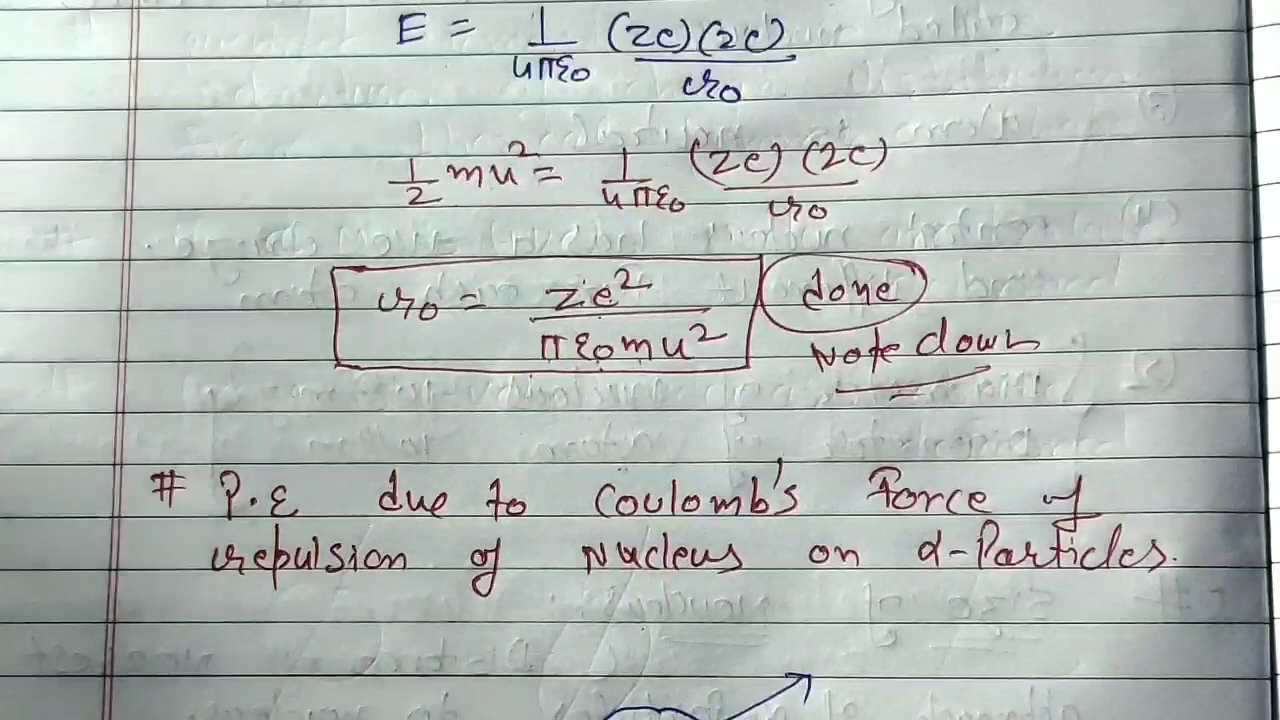 E = 1/4πε0 (Ze)(2e)/r0
1/2 mu² = 1/4πε0 (Ze)(2e)/r0
r0 = Ze²/πε0mu² done
Note down
# P.E due to Coulomb's Force of
repulsion of Nucleus on α-Particles.